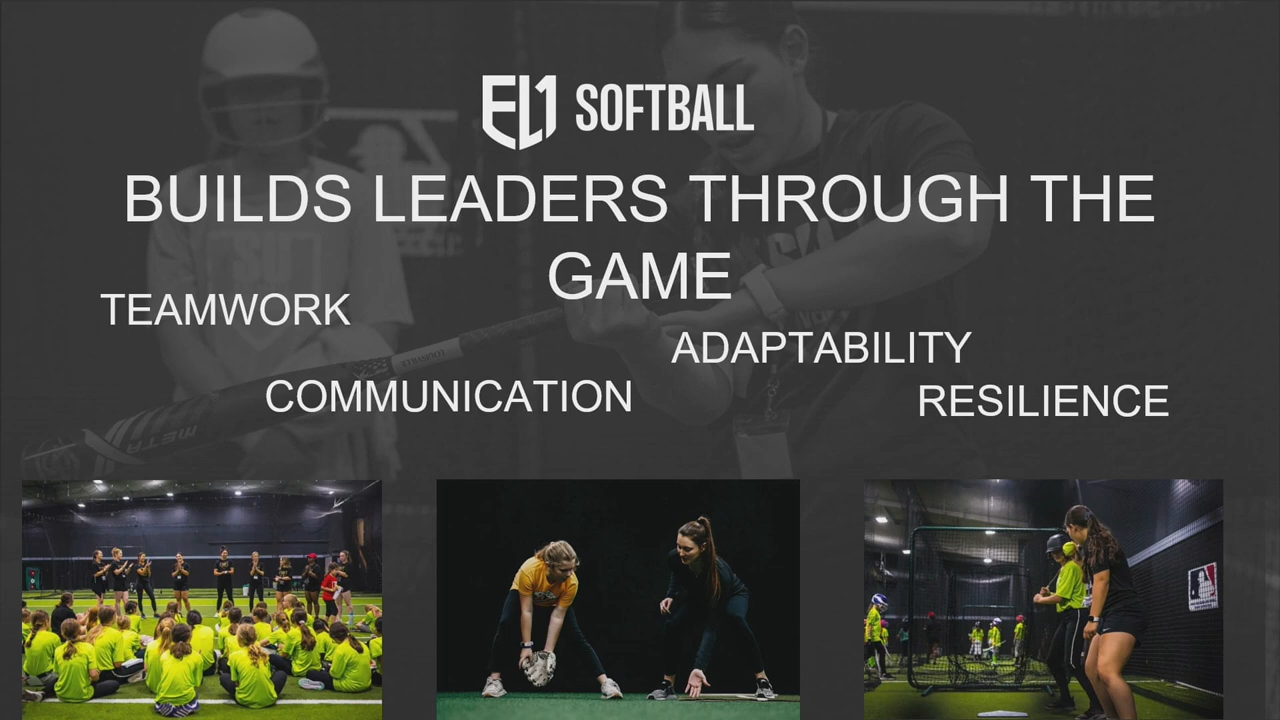 EL1 SOFTBALL
BUILDS LEADERS THROUGH THE
GAME
TEAMWORK
ADAPTABILITY
COMMUNICATION
RESILIENCE